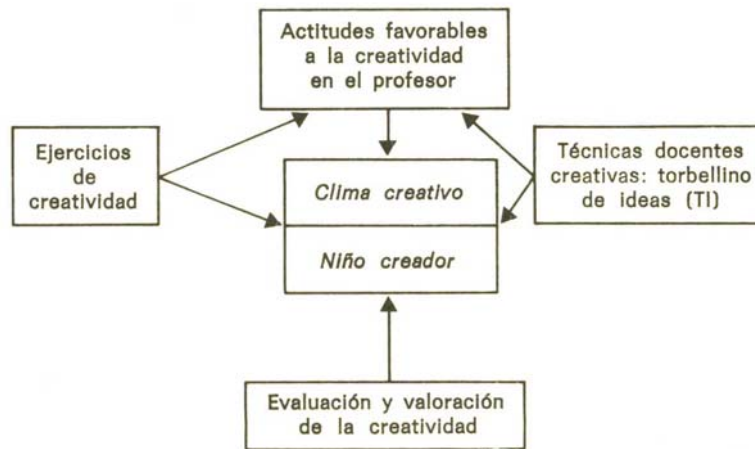 Actitudes favorables
a la creatividad
en el profesor
Ejercicios
de
creatividad
Clima creativo
Niño creador
Técnicas docentes
creativas: torbellino
de ideas (TI)
Evaluación y valoración
de la creatividad